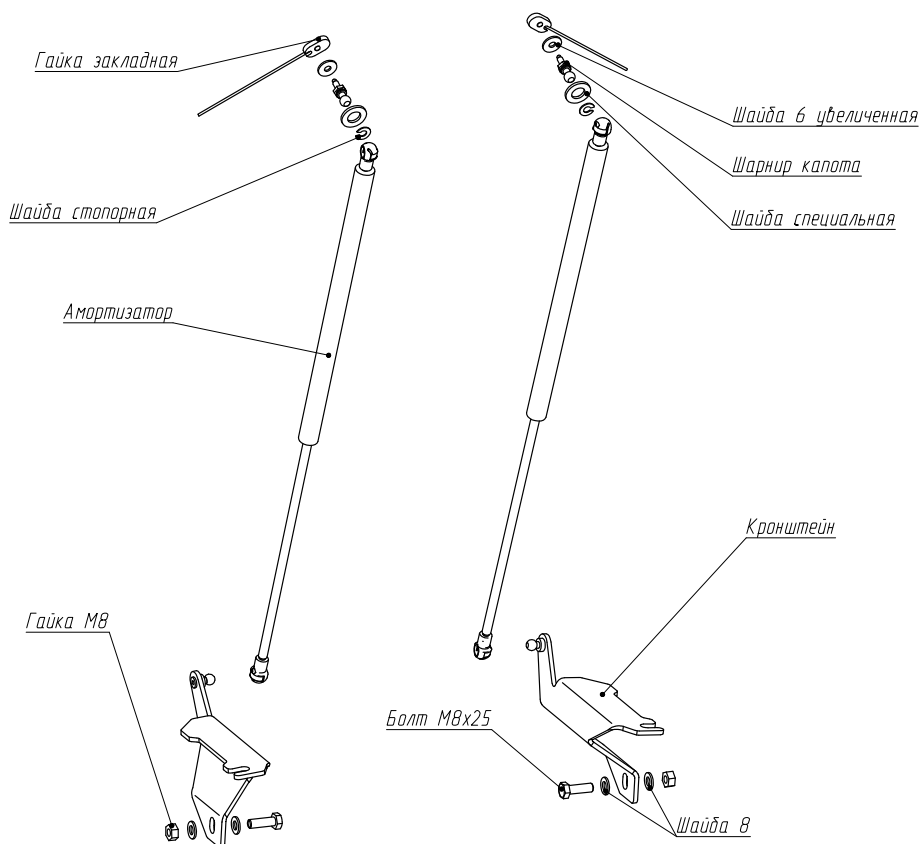 Гайка закладная
Шайба 6 увеличенная
Шарнир капота
Шайба стопорная
Шайба специальная
Амортизатор
Кронштейн
Гайка М8
Болт М8х25
Шайба 8